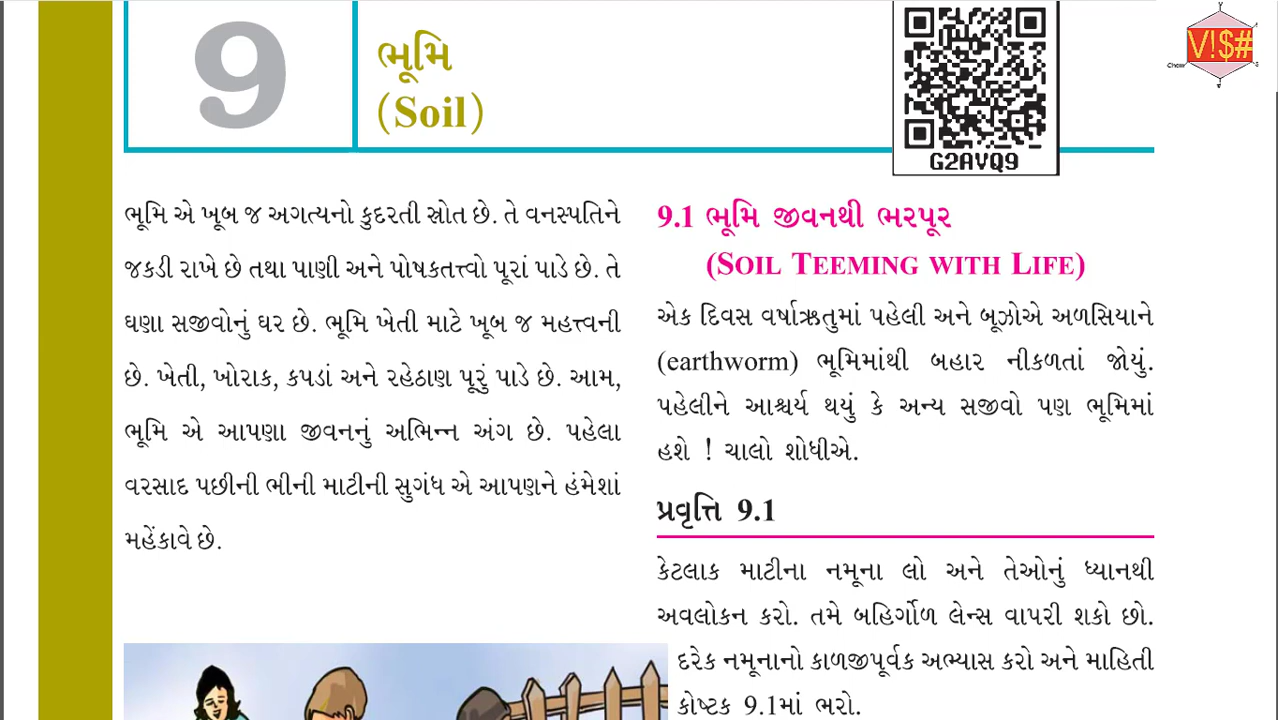 9
ભૂમિ
(Soil)
G2AVQ9
V!$#
ભૂમિ એ ખૂબ જ અગત્યનો કુદરતી સ્રોત છે. તે વનસ્પતિને
જકડી રાખે છે તથા પાણી અને પોષકતત્ત્વો પૂરાં પાડે છે. તે
ઘણા સજીવોનું ઘર છે. ભૂમિ ખેતી માટે ખૂબ જ મહત્ત્વની
છે. ખેતી, ખોરાક, કપડાં અને રહેઠાણ પૂરું પાડે છે. આમ,
ભૂમિ એ આપણા જીવનનું અભિન્ન અંગ છે. પહેલા
વરસાદ પછીની ભીની માટીની સુગંધ એ આપણને હંમેશાં
મહેંકાવે છે.
9.1 ભૂમિ જીવનથી ભરપૂર
(SOIL TEEMING WITH LIFE)
એક દિવસ વર્ષાઋતુમાં પહેલી અને બૂઝોએ અળસિયાને
(earthworm) ભૂમિમાંથી બહાર નીકળતાં જોયું.
પહેલીને આશ્ચર્ય થયું કે અન્ય સજીવો પણ ભૂમિમાં
હશે ! ચાલો શોધીએ.
પ્રવૃત્તિ 9.1
કેટલાક માટીના નમૂના લો અને તેઓનું ધ્યાનથી
અવલોકન કરો. તમે બહિર્ગોળ લેન્સ વાપરી શકો છો.
દરેક નમૂનાનો કાળજીપૂર્વક અભ્યાસ કરો અને માહિતી
કોષ્ટક 9.1માં ભરો.